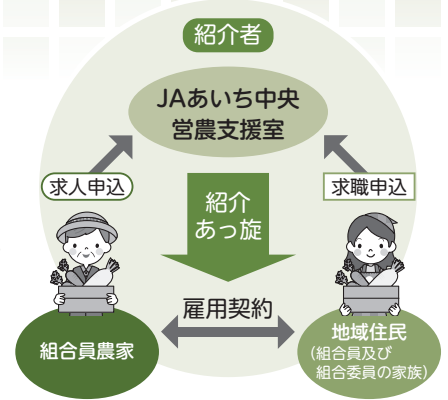 紹介者
JAあいち中央
営農支援室
求人申込
求職申込
紹介
あっ旋
雇用契約
組合員農家
地域住民
(組合員及び
組合委員の家族)